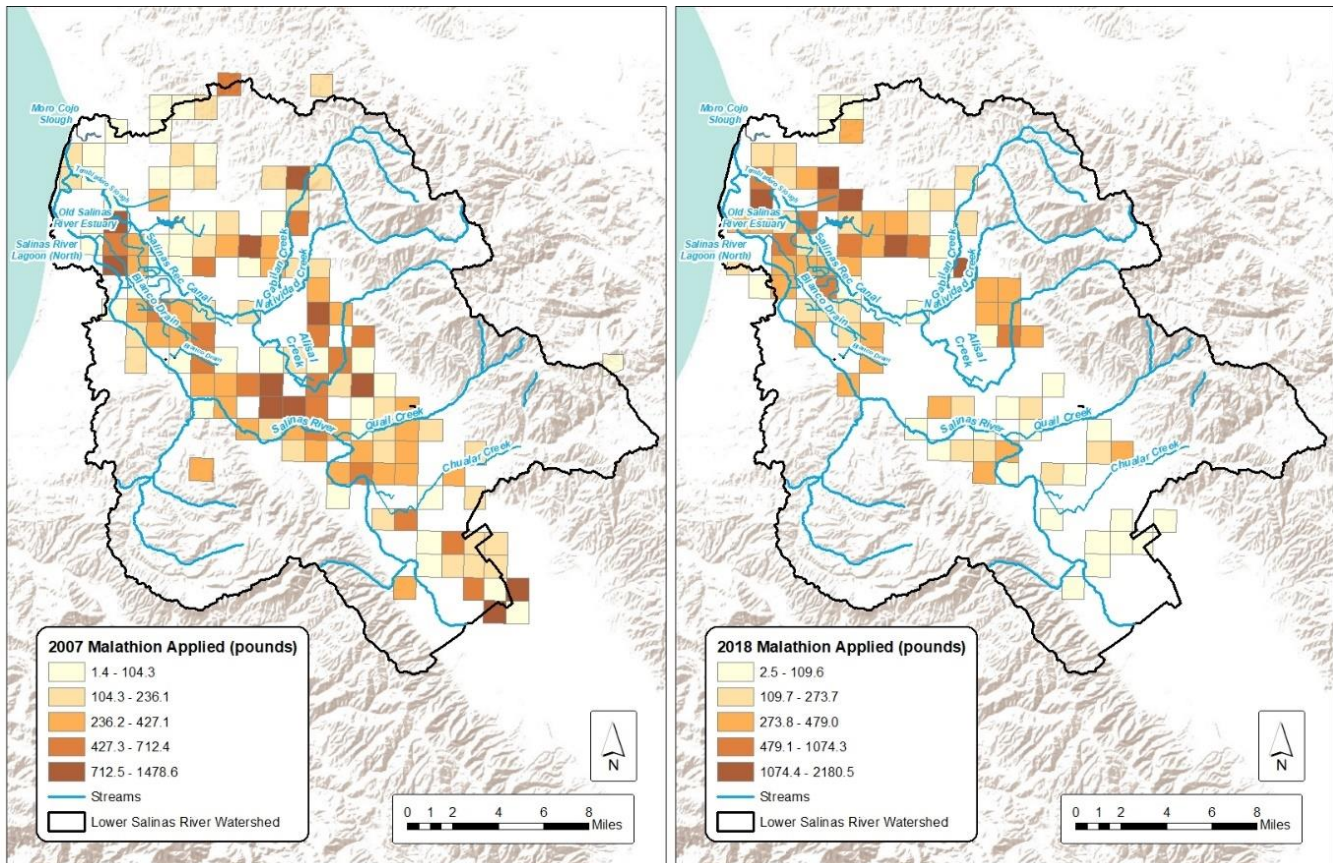 Moro Cojo
Slough
Tembladero Slough
Old Salinas
River Estuary
Salinas River
Lagoon (North)
Salinas Rec Canal
Blanco Drain
Blanco Drain
Gabilan Creek
Natividad Creek
Alisal
Creek
Salinas River
Quail Creek
Chualar Creek
2007 Malathion Applied (pounds)
1.4 - 104.3
104.3 - 236.1
236.2 - 427.1
427.3 - 712.4
712.5 - 1478.6
Streams
Lower Salinas River Watershed
N
0 1 2 4 6 8
Miles
Moro Cojo
Slough
Tembladero Slough
Old Salinas
River Estuary
Salinas River
Lagoon (North)
Salinas Rec Canal
Blanco Drain
Blanco Drain
Gabilan Creek
Natividad Creek
Alisal
Creek
Salinas River
Quail Creek
Chualar Creek
2018 Malathion Applied (pounds)
2.5 - 109.6
109.7 - 273.7
273.8 - 479.0
479.1 - 1074.3
1074.4 - 2180.5
Streams
Lower Salinas River Watershed
N
0 1 2 4 6 8
Miles